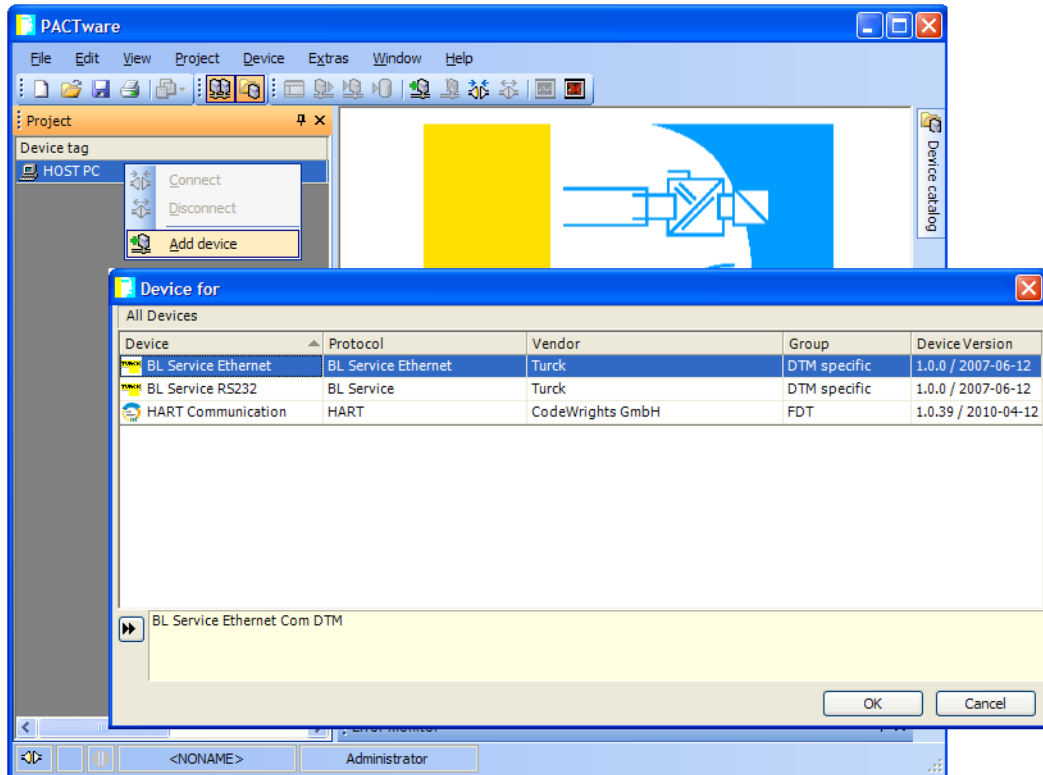 PACTware
File Edit View Project Device Extras Window Help
Project
Device tag
HOST PC
Connect
Disconnect
Add device
Device catalog
Device for
All Devices
Device Protocol Vendor Group Device Version
TURCK BL Service Ethernet BL Service Ethernet Turck DTM specific 1.0.0 / 2007-06-12
TURCK BL Service RS232 BL Service Turck DTM specific 1.0.0 / 2007-06-12
HART Communication HART CodeWrights GmbH FDT 1.0.39 / 2010-04-12
BL Service Ethernet Com DTM
OK Cancel
Error monitor
<NONAME> Administrator